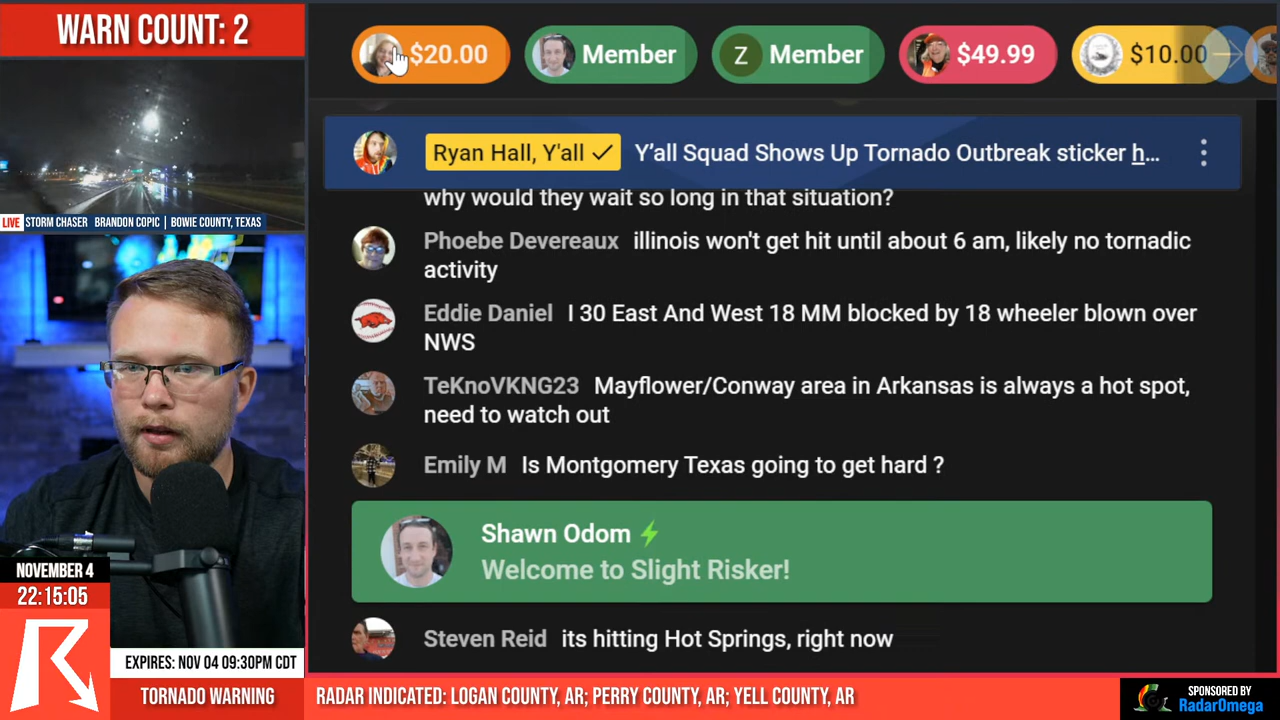 WARN COUNT: 2
$20.00
Member
Z Member
$49.99
$10.00
Ryan Hall, Y'all Y'all Squad Shows Up Tornado Outbreak sticker h...
why would they wait so long in that situation?
Phoebe Devereaux illinois won't get hit until about 6 am, likely no tornadic
activity
Eddie Daniel I 30 East And West 18 MM blocked by 18 wheeler blown over
NWS
TeKnoVKNG23 Mayflower/Conway area in Arkansas is always a hot spot,
need to watch out
Emily M Is Montgomery Texas going to get hard ?
Shawn Odom
Welcome to Slight Risker!
Steven Reid its hitting Hot Springs, right now
LIVE STORM CHASER BRANDON COPIC | BOWIE COUNTY, TEXAS
NOVEMBER 4
22:15:05
EXPIRES: NOV 04 09:30PM CDT
TORNADO WARNING
RADAR INDICATED: LOGAN COUNTY, AR; PERRY COUNTY, AR; YELL COUNTY, AR
SPONSORED BY
RadarOmega